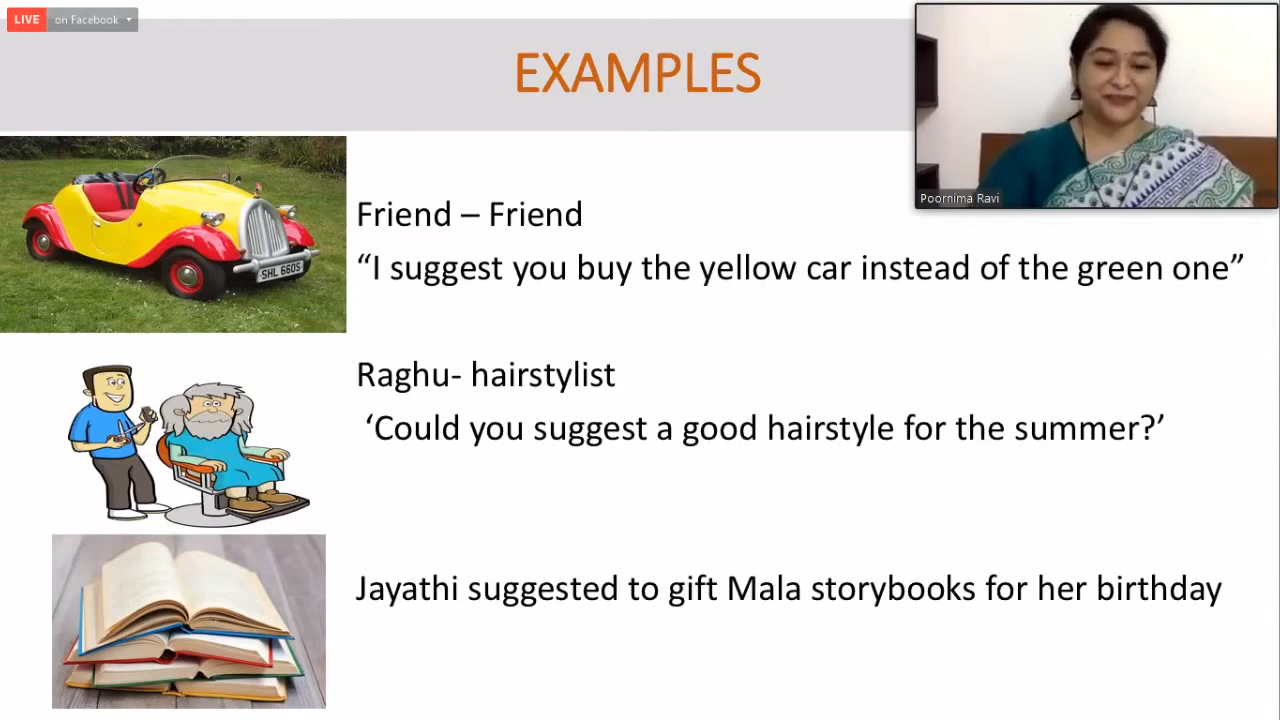 LIVE on Facebook
EXAMPLES
Poornima Ravi
SHL 660S
Friend – Friend
“I suggest you buy the yellow car instead of the green one”
Raghu- hairstylist
‘Could you suggest a good hairstyle for the summer?’
Jayathi suggested to gift Mala storybooks for her birthday